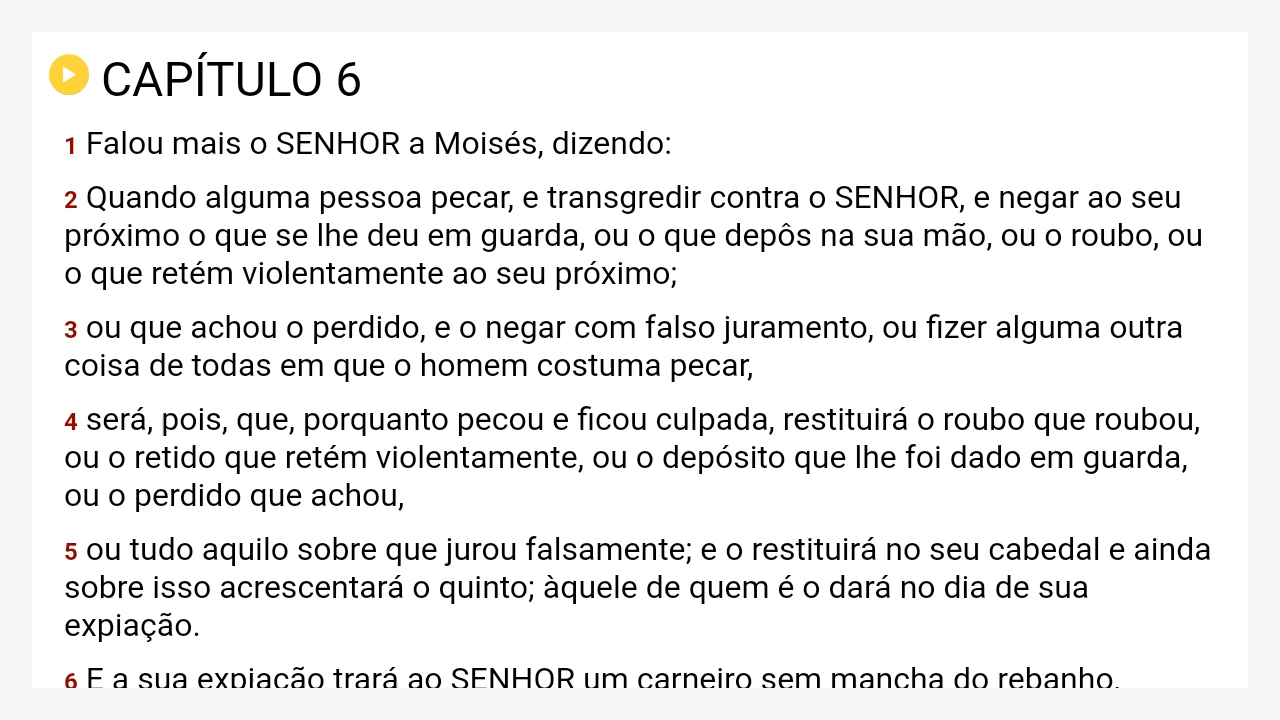 CAPÍTULO 6
1 Falou mais o SENHOR a Moisés, dizendo:
2 Quando alguma pessoa pecar, e transgredir contra o SENHOR, e negar ao seu
próximo o que se lhe deu em guarda, ou o que depôs na sua mão, ou o roubo, ou
o que retém violentamente ao seu próximo;
3 ou que achou o perdido, e o negar com falso juramento, ou fizer alguma outra
coisa de todas em que o homem costuma pecar,
4 será, pois, que, porquanto pecou e ficou culpada, restituirá o roubo que roubou,
ou o retido que retém violentamente, ou o depósito que lhe foi dado em guarda,
ou o perdido que achou,
5 ou tudo aquilo sobre que jurou falsamente; e o restituirá no seu cabedal e ainda
sobre isso acrescentará o quinto; àquele de quem é o dará no dia de sua
expiação.
6 E a sua expiação trará ao SENHOR um carneiro sem mancha do rebanho,